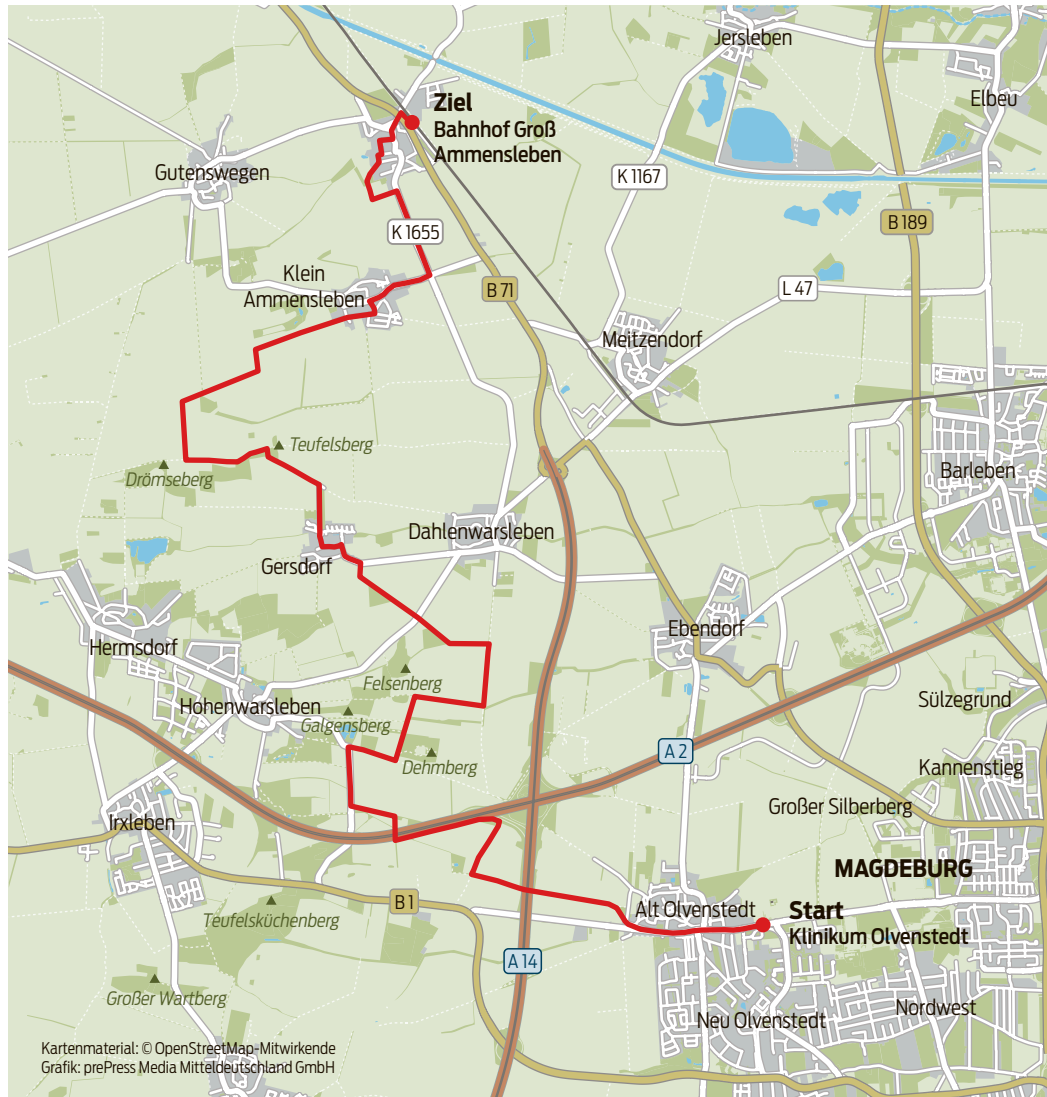 Jersleben
Elbeu
Ziel
Bahnhof Groß
Ammensleben
Gutenswegen
K 1167
B 189
K 1655
Klein
Ammensleben
B 71
L 47
Meitzendorf
Teufelsberg
Drömseberg
Barleben
Dahlenwarsleben
Gersdorf
Ebendorf
Hermsdorf
Felsenberg
Hohenwarsleben
Galgensberg
Sülzegrund
Dehmberg
A 2
Kannenstieg
Großer Silberberg
Irxleben
MAGDEBURG
B 1
Teufelsküchenberg
Alt Olvenstedt
Start
Klinikum Olvenstedt
A 14
Großer Wartberg
Neu Olvenstedt
Nordwest
Kartenmaterial: © OpenStreetMap-Mitwirkende
Grafik: prePress Media Mitteldeutschland GmbH